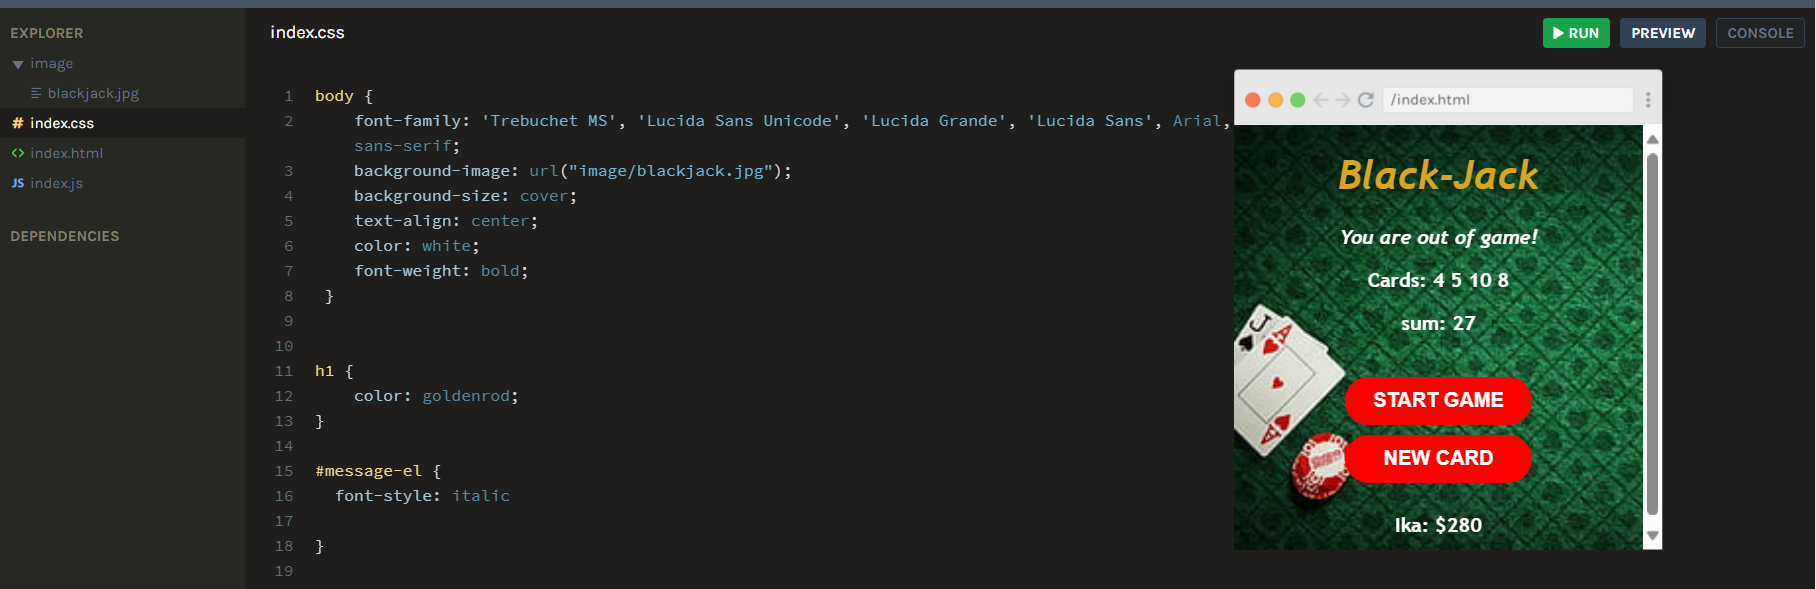 EXPLORER
image
blackjack.jpg
# index.css
<> index.html
JS index.js
DEPENDENCIES
index.css
RUN
PREVIEW
CONSOLE
1 body {
2 font-family: 'Trebuchet MS', 'Lucida Sans Unicode', 'Lucida Grande', 'Lucida Sans', Arial,
sans-serif;
3 background-image: url("image/blackjack.jpg");
4 background-size: cover;
5 text-align: center;
6 color: white;
7 font-weight: bold;
8 }
9
10
11 h1 {
12 color: goldenrod;
13 }
14
15 #message-el {
16 font-style: italic
17
18 }
19
/index.html
Black-Jack
You are out of game!
Cards: 4 5 10 8
sum: 27
J
A
A
START GAME
NEW CARD
Ika: $280